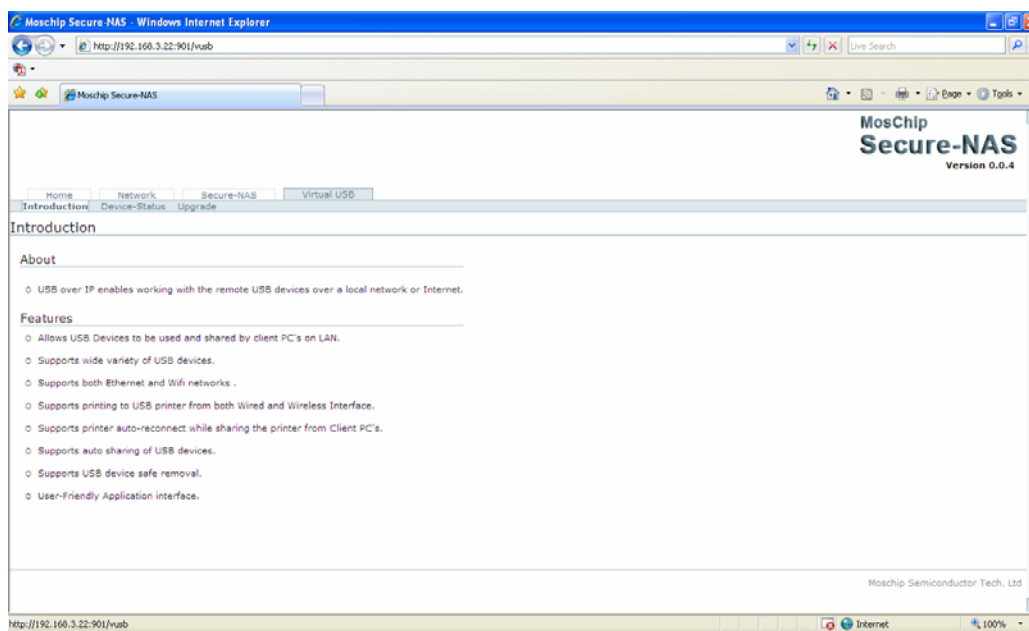 Moschip Secure-NAS - Windows Internet Explorer
http://192.168.3.22:901/vusb
Live Search
Moschip Secure-NAS
Page
Tools
MosChip
Secure-NAS
Version 0.0.4
Home Network Secure-NAS Virtual USB
Introduction Device-Status Upgrade
Introduction
About
USB over IP enables working with the remote USB devices over a local network or Internet.
Features
Allows USB Devices to be used and shared by client PC's on LAN.
Supports wide variety of USB devices.
Supports both Ethernet and Wifi networks .
Supports printing to USB printer from both Wired and Wireless Interface.
Supports printer auto-reconnect while sharing the printer from Client PC's.
Supports auto sharing of USB devices.
Supports USB device safe removal.
User-Friendly Application interface.
Moschip Semiconductor Tech. Ltd
http://192.168.3.22:901/vusb
Internet
100%